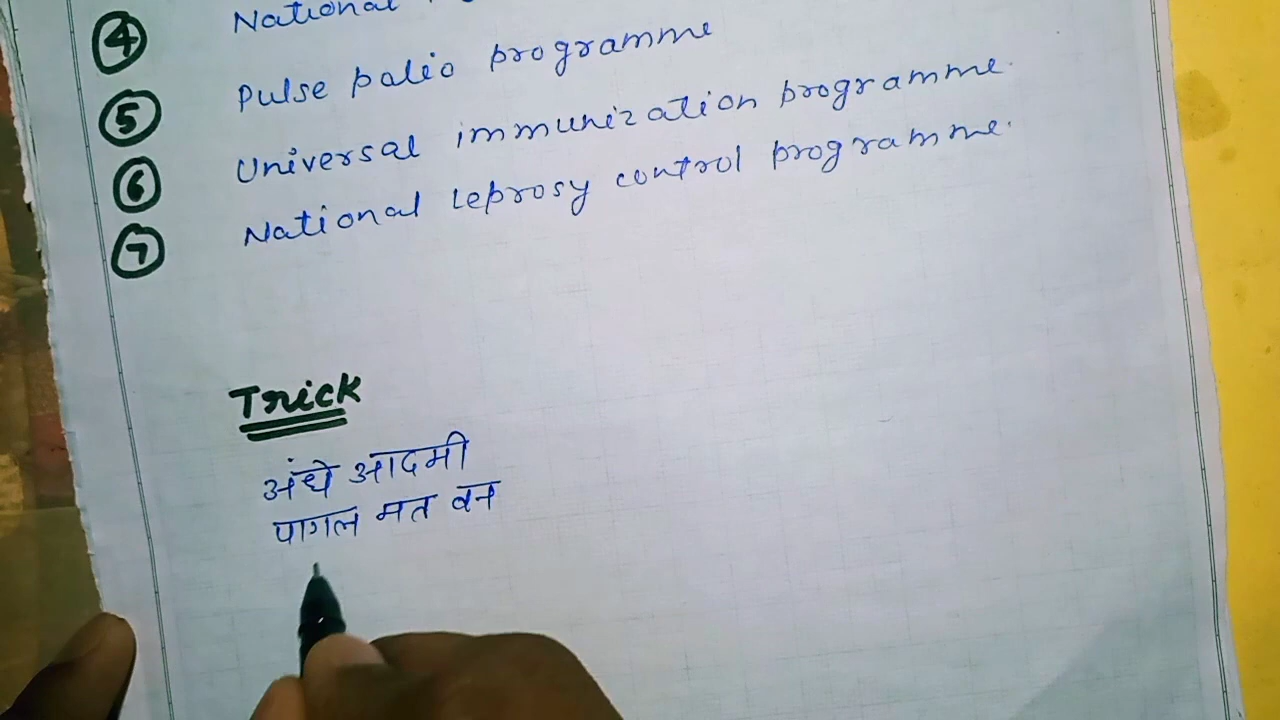 ④ National
⑤ Pulse palio programme
⑥ Universal immunization programme.
⑦ National Leprosy control programme.
Trick
अंधे आदमी
पागल मत बन